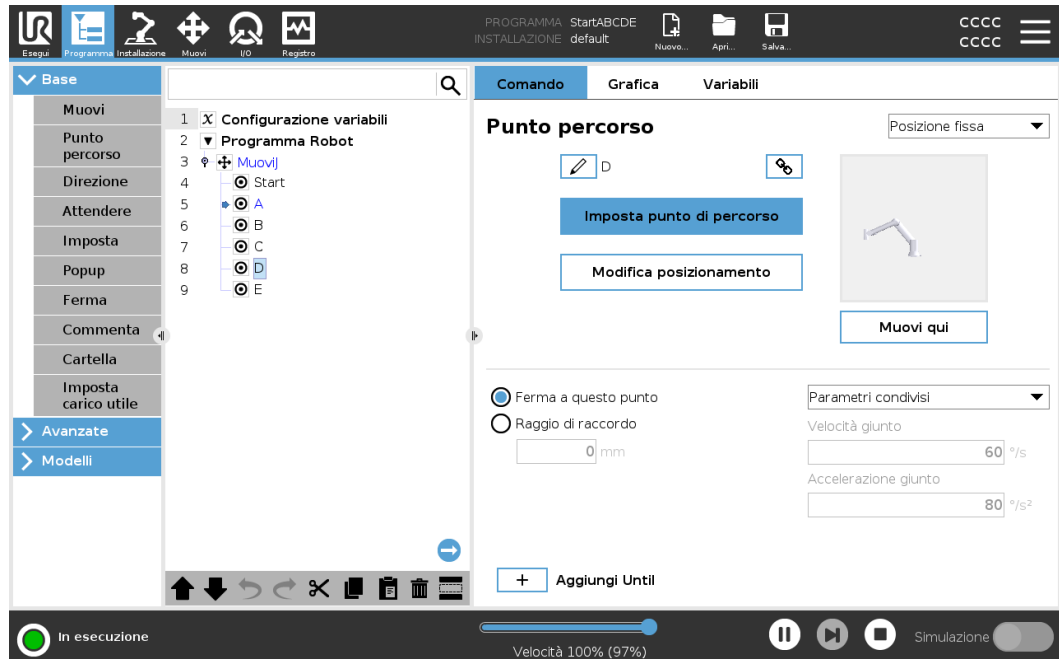 UR
PROGRAMMA StartABCDE
INSTALLAZIONE default
Esegui
Programma
Installazione
Muovi
I/O
Registro
Nuovo...
Apri...
Salva...
CCCC
CCCC
Base
Muovi
Punto
percorso
Direzione
Attendere
Imposta
Popup
Ferma
Commenta
Cartella
Imposta
carico utile
Avanzate
Modelli
1 X Configurazione variabili
2 Programma Robot
3 MuoviJ
4 Start
5 A
6 B
7 C
8 D
9 E
Comando Grafica Variabili
Punto percorso
Posizione fissa
D
Imposta punto di percorso
Modifica posizionamento
Muovi qui
Ferma a questo punto
Raggio di raccordo
0 mm
Parametri condivisi
Velocità giunto
60 °/s
Accelerazione giunto
80 °/s²
+ Aggiungi Until
In esecuzione
Velocità 100% (97%)
Simulazione